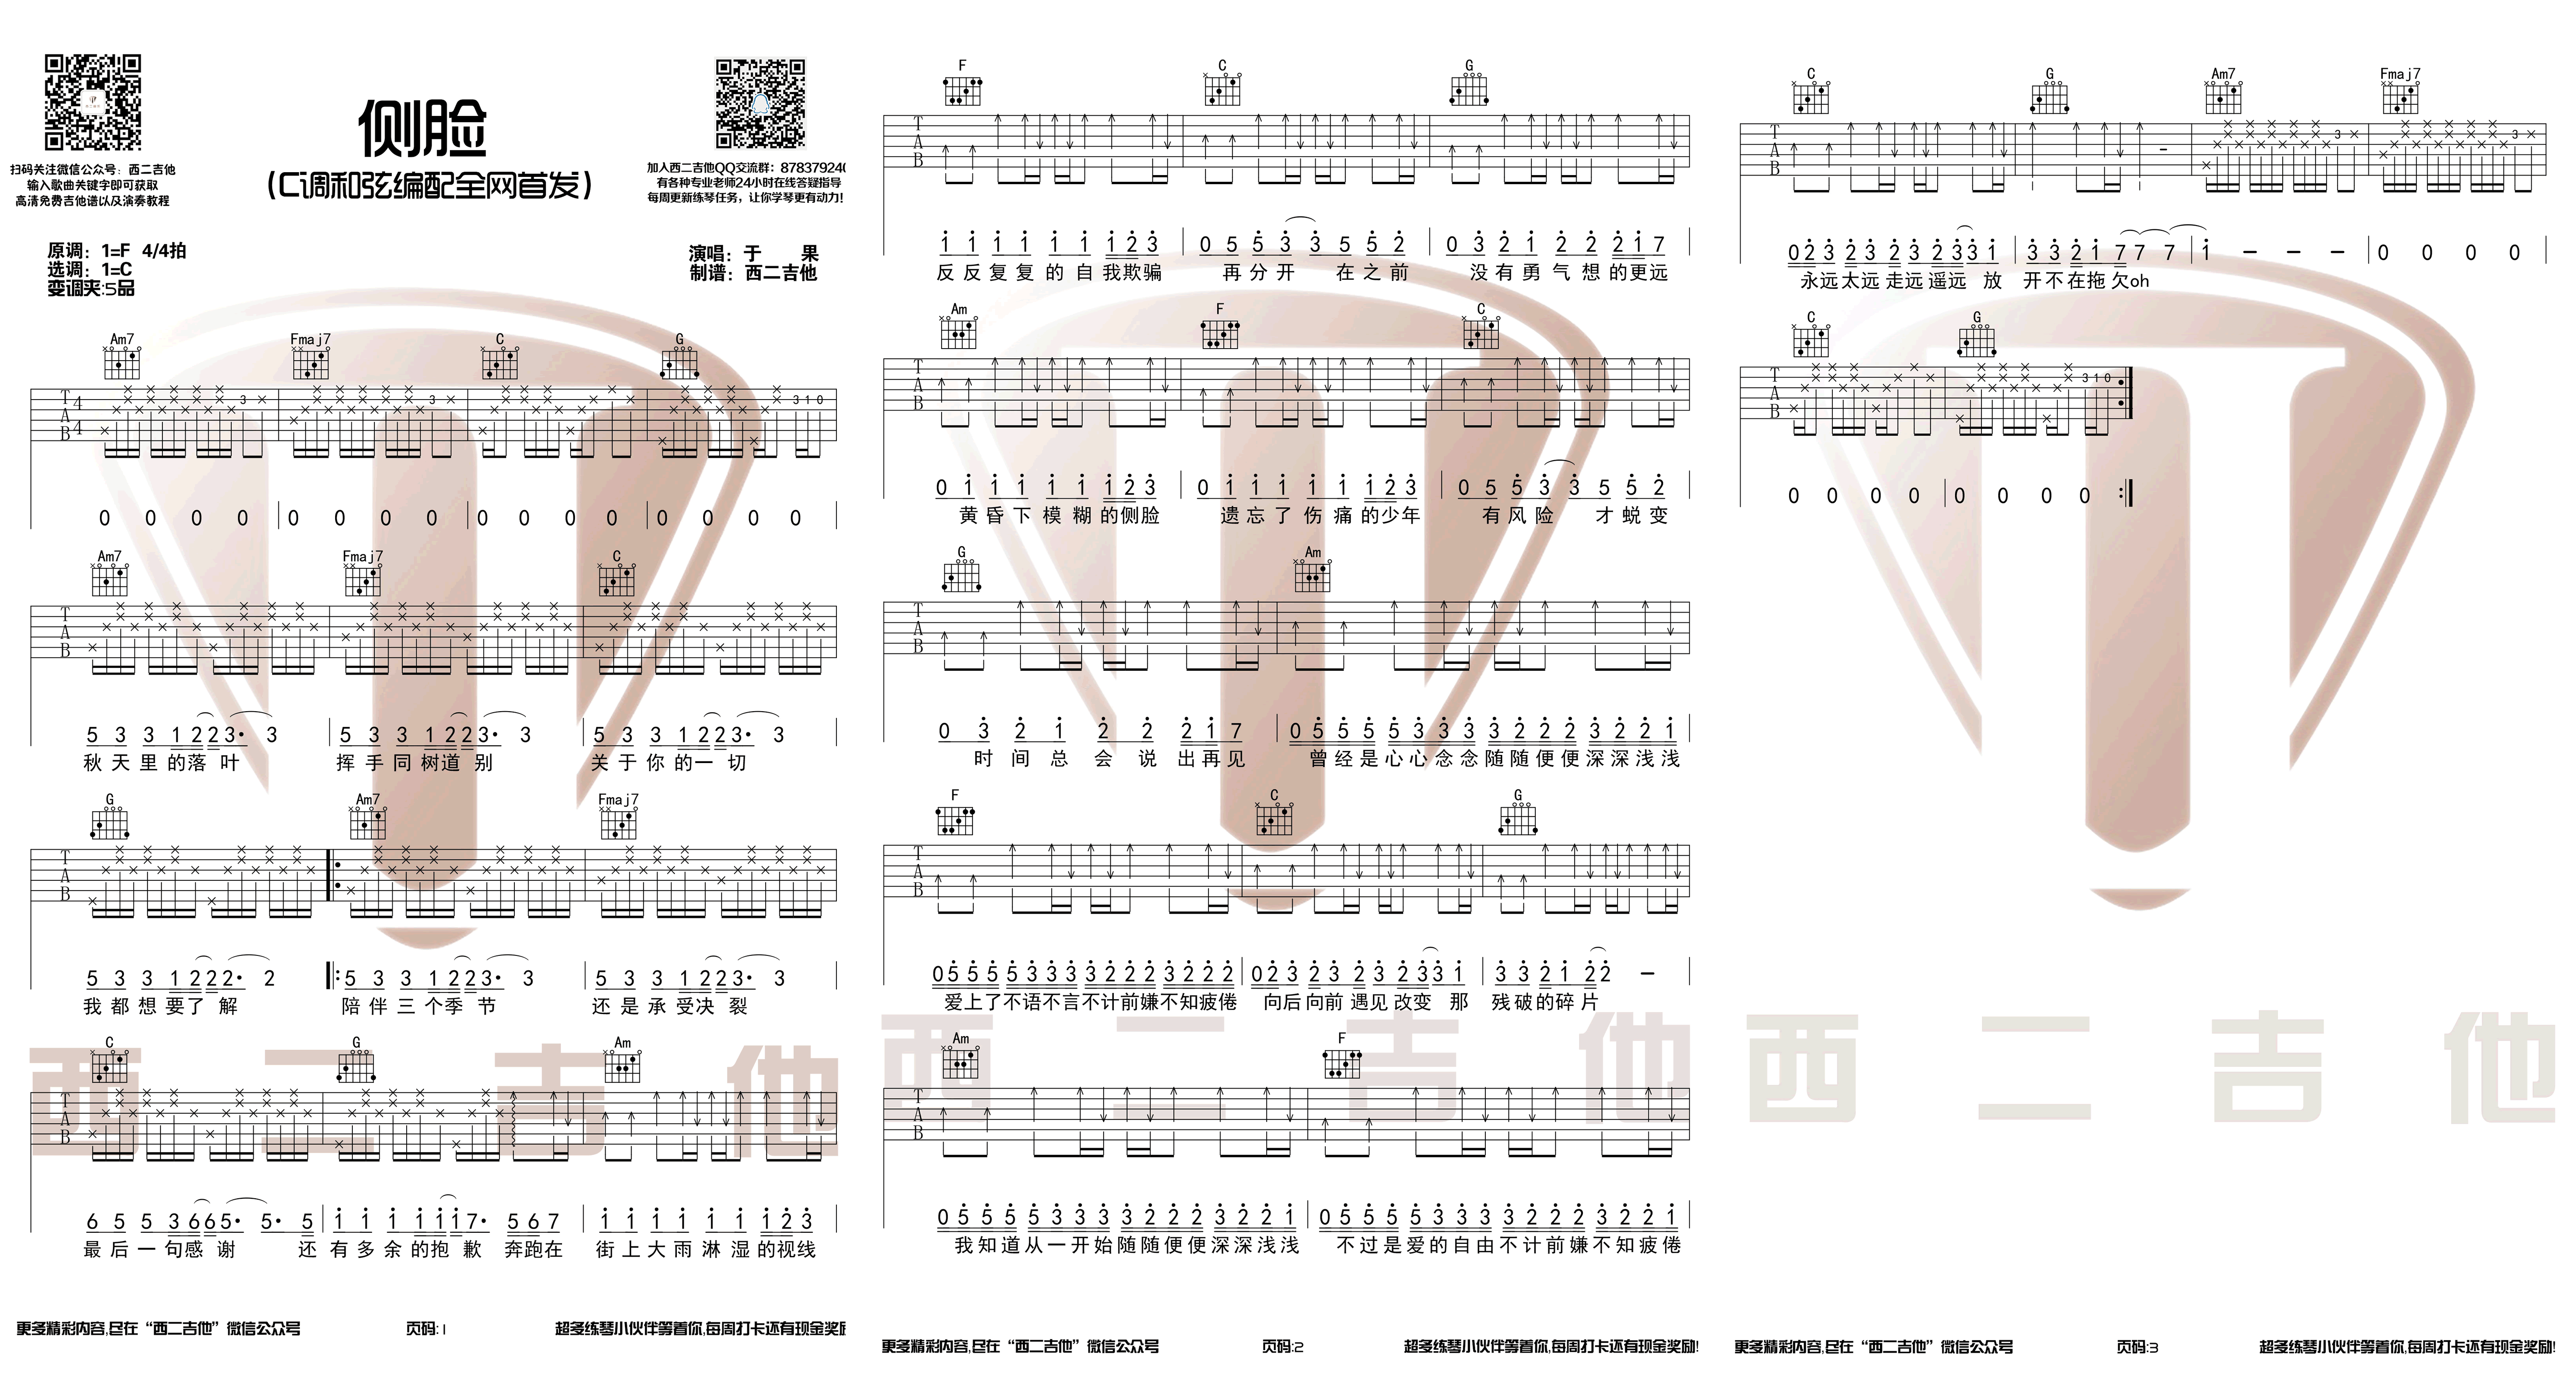 侧脸
(C调和弦编配全网首发)
扫码关注微信公众号：西二吉他
输入歌曲关键字即可获取
高清免费吉他谱以及演奏教程
加入西二吉他QQ交流群：87837924
有各种专业老师24小时在线答疑指导
每周更新练琴任务，让你学琴更有动力！
原调：1=F 4/4拍
选调：1=C
变调夹:5品
演唱：于 果
制谱：西二吉他
Am7 Fmaj7 C G
T A B 4 4 3 3 3 1 0
0 0 0 0 0 0 0 0 0 0 0 0 0 0 0 0
Am7 Fmaj7 C
T A B
5 3 3 1 2 2 3· 3 5 3 3 1 2 2 3· 3 5 3 3 1 2 2 3· 3
秋天里的落叶 挥手同树道别 关于你的一切
G Am7 Fmaj7
T A B
5 3 3 1 2 2 2· 2 5 3 3 1 2 2 3· 3 5 3 3 1 2 2 3· 3
我都想要了解 陪伴三个季节 还是承受决裂
C G Am
T A B
6 5 5 3 6 6 5· 5· 5 1 1 1 1 1 1 7· 5 6 7 1 1 1 1 1 1 1 2 3
最后一句感谢 还有多余的抱歉 奔跑在 街上大雨淋湿的视线
更多精彩内容,尽在“西二吉他”微信公众号 页码:1 超多练琴小伙伴等着你,每周打卡还有现金奖励
F C G
T A B
1 1 1 1 1 1 1 2 3 0 5 5 3 3 5 5 2 0 3 2 1 2 2 2 1 7
反反复复的自我欺骗 再分开 在之前 没有勇气想的更远
Am F C
T A B
0 1 1 1 1 1 1 2 3 0 1 1 1 1 1 1 2 3 0 5 5 3 3 5 5 2
黄昏下模糊的侧脸 遗忘了伤痛的少年 有风险 才蜕变
G Am
T A B
0 3 2 1 2 2 2 1 7 0 5 5 5 5 3 3 3 3 2 2 2 3 2 2 1
时间总会说出再见 曾经是心心念念随随便便深深浅浅
F C G
T A B
0 5 5 5 5 3 3 3 3 2 2 2 3 2 2 2 0 2 3 2 3 2 3 2 3 3 1 3 3 2 1 2 2 —
爱上了不语不言不计前嫌不知疲倦 向后向前 遇见改变 那 残破的碎片
Am F
T A B
0 5 5 5 5 3 3 3 3 2 2 2 3 2 2 1 0 5 5 5 5 3 3 3 3 2 2 2 3 2 2 1
我知道从一开始随随便便深深浅浅 不过是爱的自由不计前嫌不知疲倦
西二吉他
更多精彩内容,尽在“西二吉他”微信公众号 页码:2 超多练琴小伙伴等着你,每周打卡还有现金奖励!
C G Am7 Fmaj7
T A B 3 3
0 2 3 2 3 2 3 2 3 3 1 3 3 2 1 7 7 7 1 — — — 0 0 0 0
永远太远走远遥远 放 开不在拖欠oh
C G
T A B 3 1 0
0 0 0 0 0 0 0 0
西二吉他
更多精彩内容,尽在“西二吉他”微信公众号 页码:3 超多练琴小伙伴等着你,每周打卡还有现金奖励!